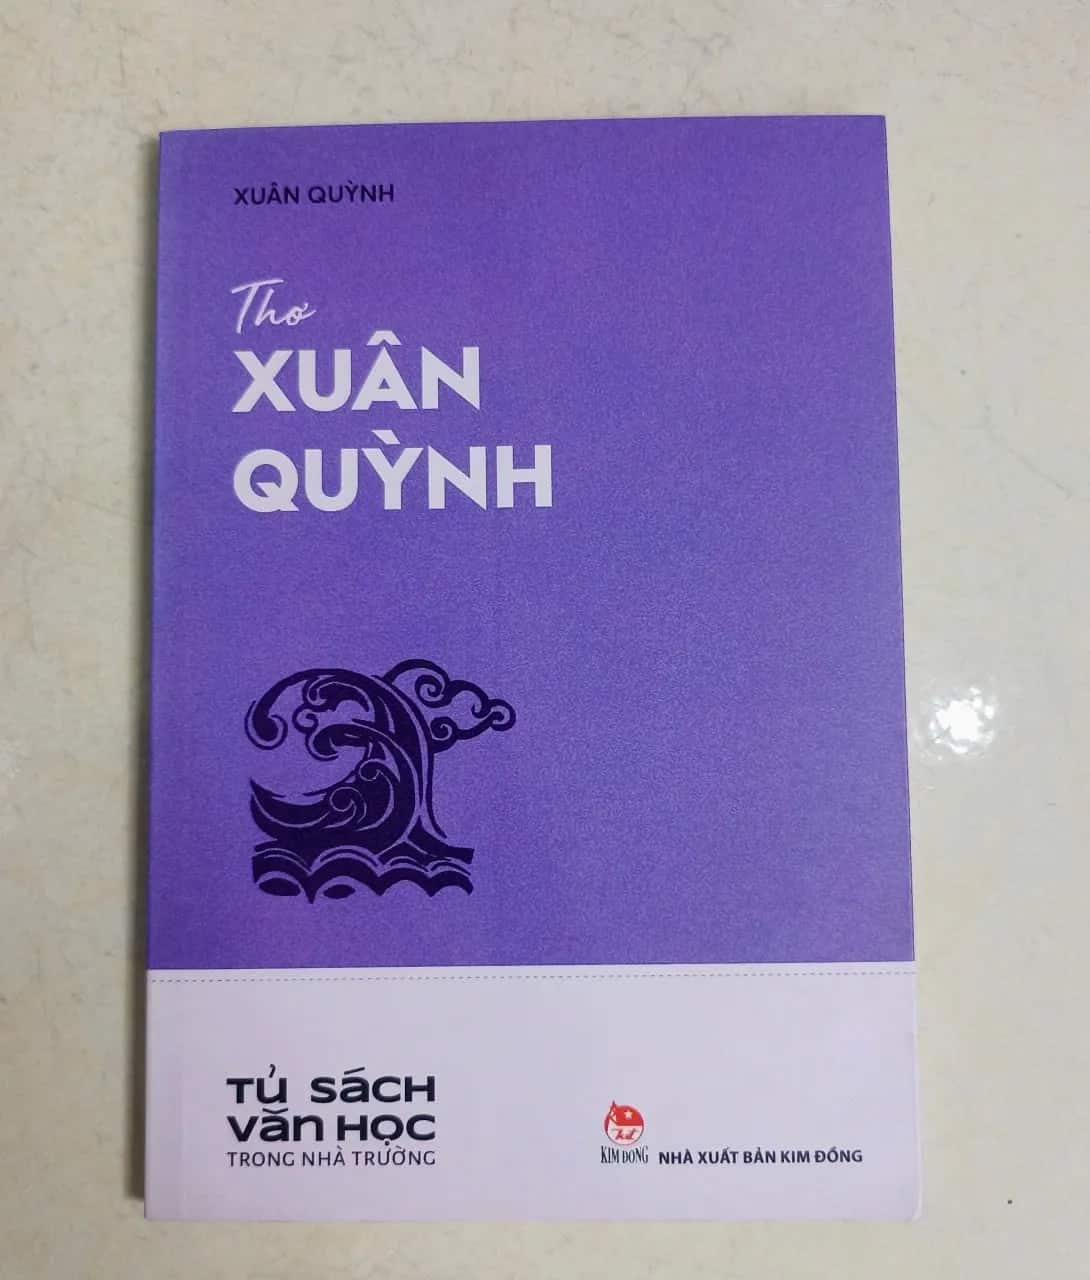 XUÂN QUỲNH
Thơ
XUÂN
QUỲNH
Tủ SÁCH
VĂN HỌC
TRONG NHÀ TRƯỜNG
KIM ĐỒNG
NHÀ XUẤT BẢN KIM ĐỒNG